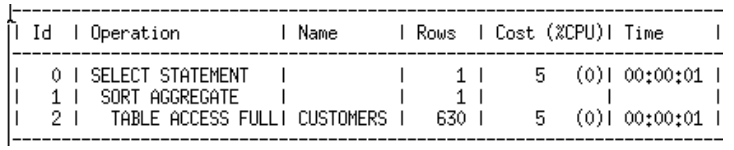 --------------------------------------------------------------------------------
| Id  | Operation          | Name      | Rows  | Cost (%CPU)| Time     |
--------------------------------------------------------------------------------
|   0 | SELECT STATEMENT   |           |     1 |     5   (0)| 00:00:01 |
|   1 |  SORT AGGREGATE    |           |     1 |            |          |
|   2 |   TABLE ACCESS FULL| CUSTOMERS |   630 |     5   (0)| 00:00:01 |
--------------------------------------------------------------------------------